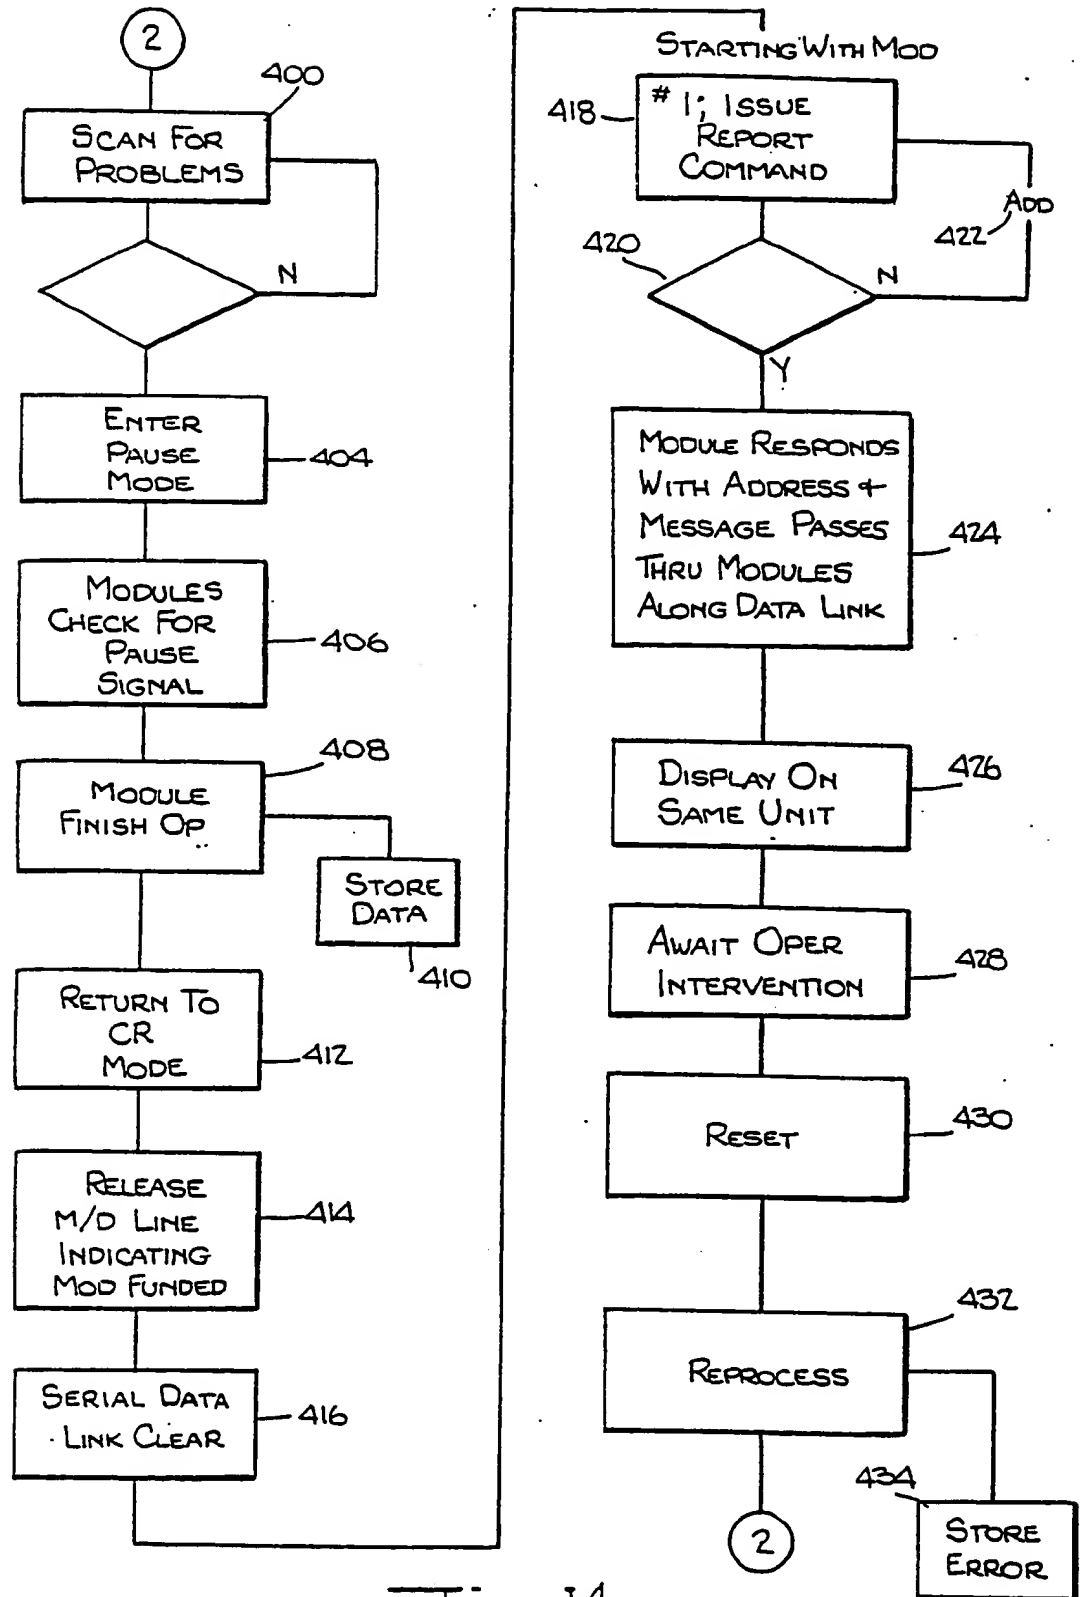 2
400
SCAN FOR
PROBLEMS
N
ENTER
PAUSE
MODE
404
MODULES
CHECK FOR
PAUSE
SIGNAL
406
408
MODULE
FINISH OP
STORE
DATA
410
RETURN TO
CR
MODE
412
RELEASE
M/D LINE
INDICATING
MOD FUNDED
414
SERIAL DATA
LINK CLEAR
416
STARTING WITH MOD
418
# 1; ISSUE
REPORT
COMMAND
ADD
422
420
N
Y
MODULE RESPONDS
WITH ADDRESS +
MESSAGE PASSES
THRU MODULES
ALONG DATA LINK
424
DISPLAY ON
SAME UNIT
426
AWAIT OPER
INTERVENTION
428
RESET
430
432
REPROCESS
434
STORE
ERROR
2